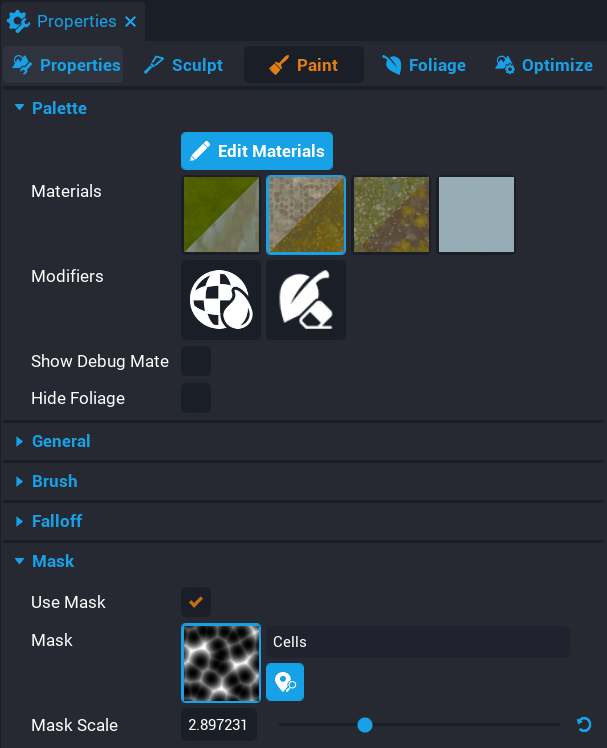 Properties
Properties Sculpt Paint Foliage Optimize
Palette
Edit Materials
Materials
Modifiers
Show Debug Mate
Hide Foliage
General
Brush
Falloff
Mask
Use Mask
Mask
Cells
Mask Scale 2.897231